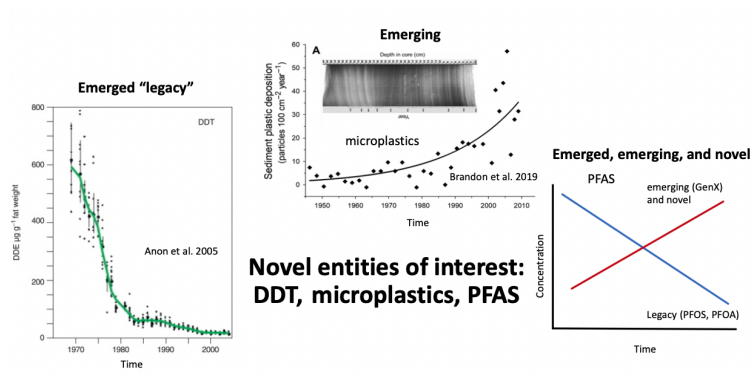 Emerged “legacy”
800
600
400
200
0
DDT
DDE µg g⁻¹ fat weight
Anon et al. 2005
1970
1980
1990
2000
Time
Emerging
A
Depth in core (cm)
Year
60
50
40
30
20
10
0
Sediment plastic deposition
(particles 100 cm⁻² year⁻¹)
microplastics
Brandon et al. 2019
1950
1960
1970
1980
1990
2000
2010
Time
Novel entities of interest:
DDT, microplastics, PFAS
Emerged, emerging, and novel
PFAS
emerging (GenX)
and novel
Concentration
Legacy (PFOS, PFOA)
Time